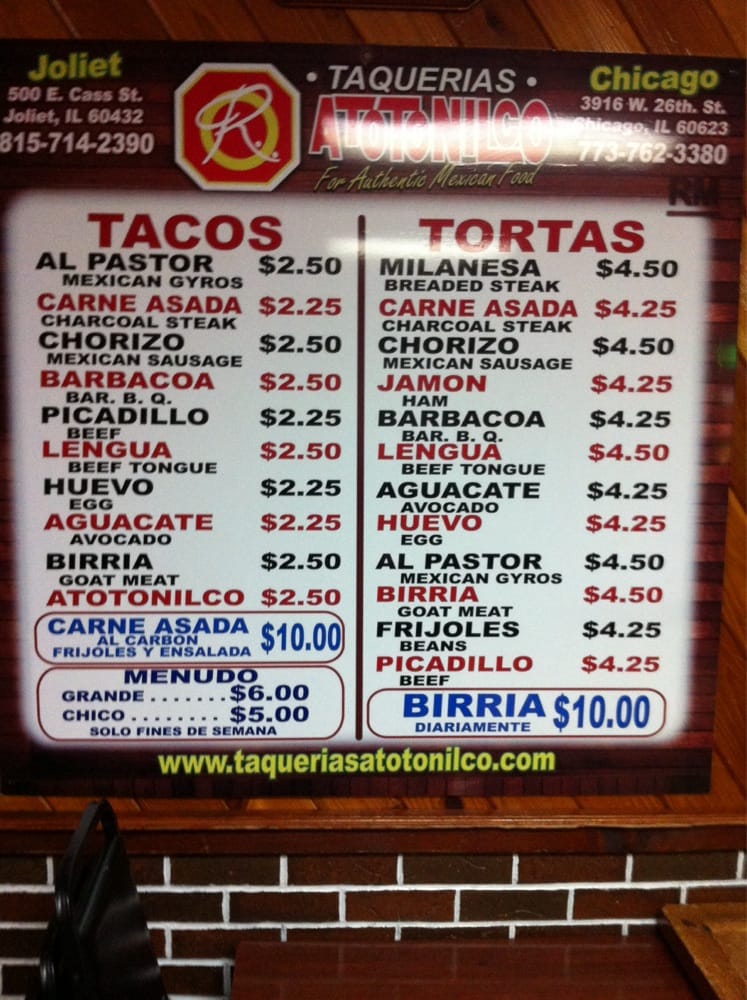 Joliet
500 E. Cass St.
Joliet, IL 60432
815-714-2390
R
• TAQUERIAS •
ATOTONILCO
For Authentic Mexican Food
Chicago
3916 W. 26th. St.
Chicago, IL 60623
773-762-3380
RM
TACOS
AL PASTOR $2.50
MEXICAN GYROS
CARNE ASADA $2.25
CHARCOAL STEAK
CHORIZO $2.50
MEXICAN SAUSAGE
BARBACOA $2.50
BAR. B. Q.
PICADILLO $2.25
BEEF
LENGUA $2.50
BEEF TONGUE
HUEVO $2.25
EGG
AGUACATE $2.25
AVOCADO
BIRRIA $2.50
GOAT MEAT
ATOTONILCO $2.50
CARNE ASADA $10.00
AL CARBON
FRIJOLES Y ENSALADA
MENUDO
GRANDE . . . . . . . $6.00
CHICO . . . . . . . . $5.00
SOLO FINES DE SEMANA
TORTAS
MILANESA $4.50
BREADED STEAK
CARNE ASADA $4.25
CHARCOAL STEAK
CHORIZO $4.50
MEXICAN SAUSAGE
JAMON $4.25
HAM
BARBACOA $4.25
BAR. B. Q.
LENGUA $4.50
BEEF TONGUE
AGUACATE $4.25
AVOCADO
HUEVO $4.25
EGG
AL PASTOR $4.50
MEXICAN GYROS
BIRRIA $4.50
GOAT MEAT
FRIJOLES $4.25
BEANS
PICADILLO $4.25
BEEF
BIRRIA $10.00
DIARIAMENTE
www.taqueriasatotonilco.com